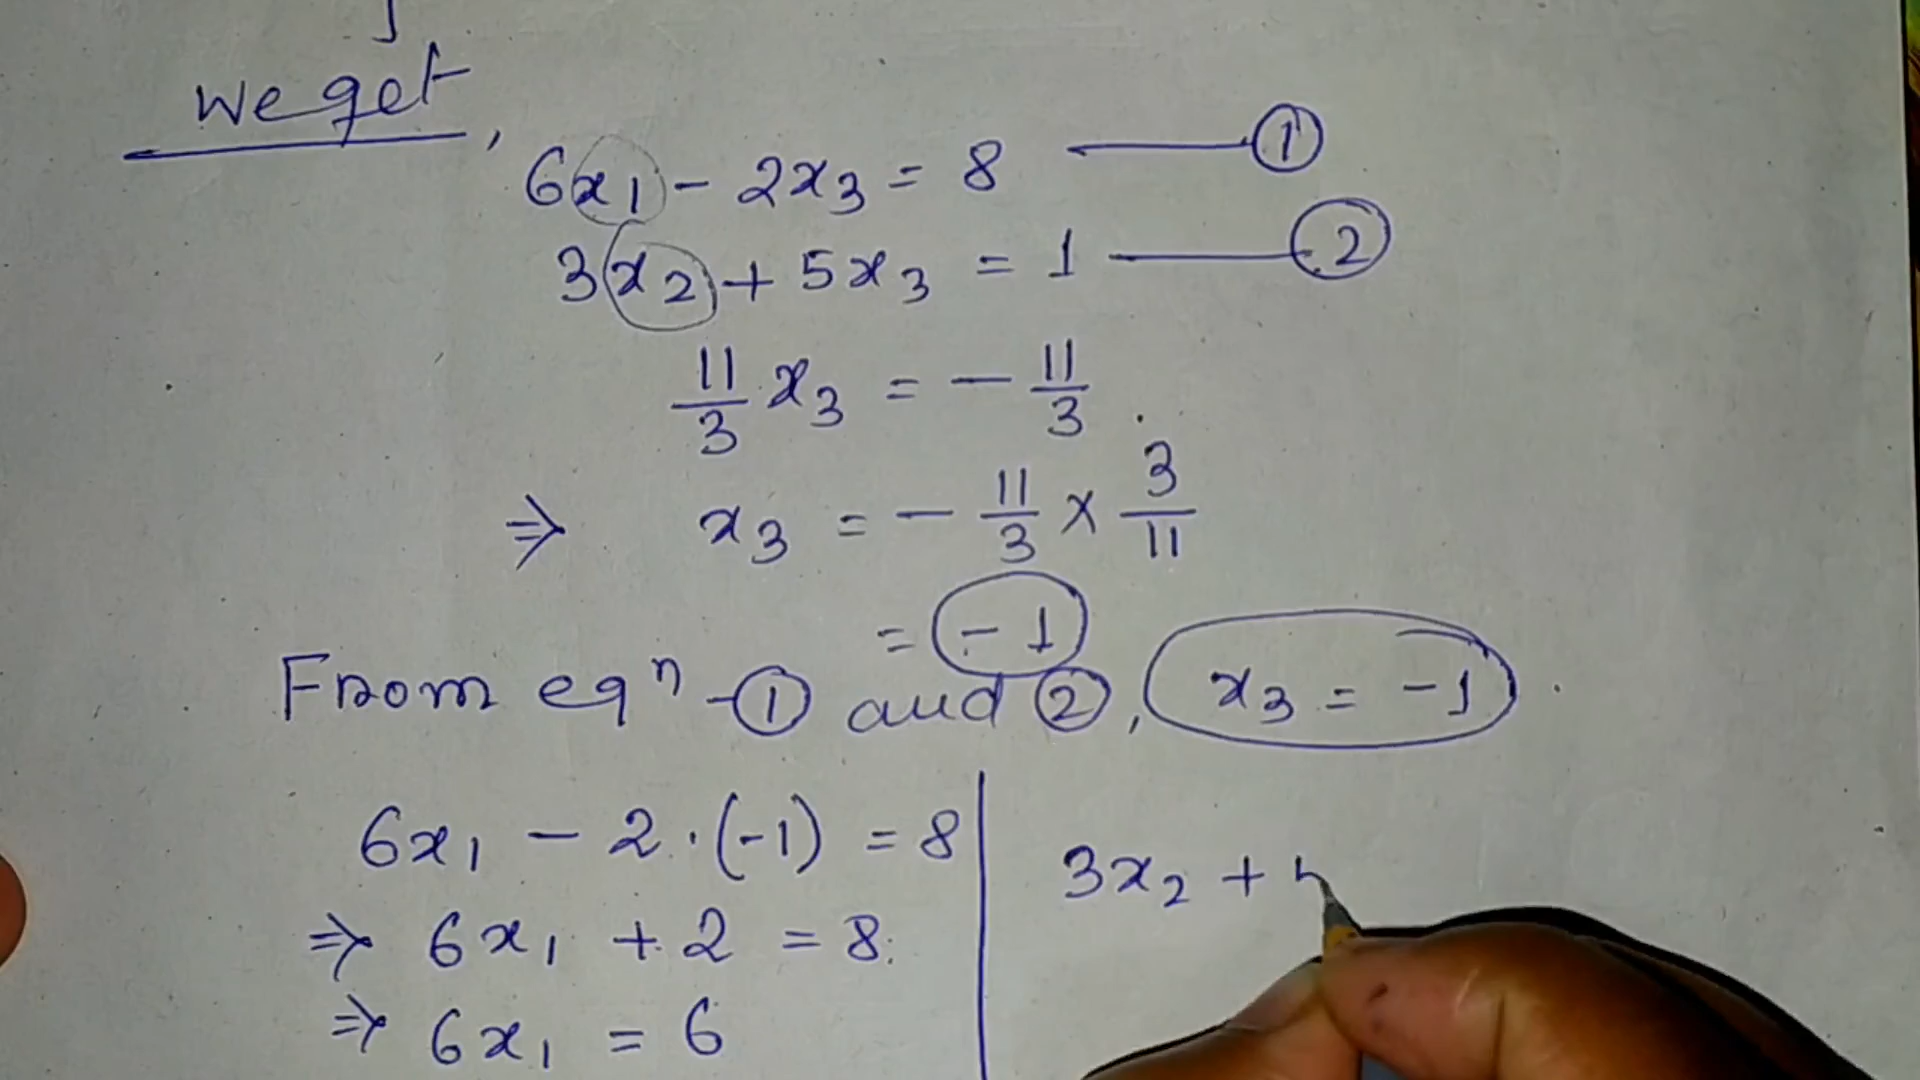 We get,
6x₁ - 2x₃ = 8 ——— ①
3x₂ + 5x₃ = 1 ——— ②
11/3 x₃ = - 11/3
⇒ x₃ = - 11/3 × 3/11
= - 1
From eqⁿ - ① and ②, x₃ = -1
6x₁ - 2 · (-1) = 8
⇒ 6x₁ + 2 = 8
⇒ 6x₁ = 6
3x₂ +